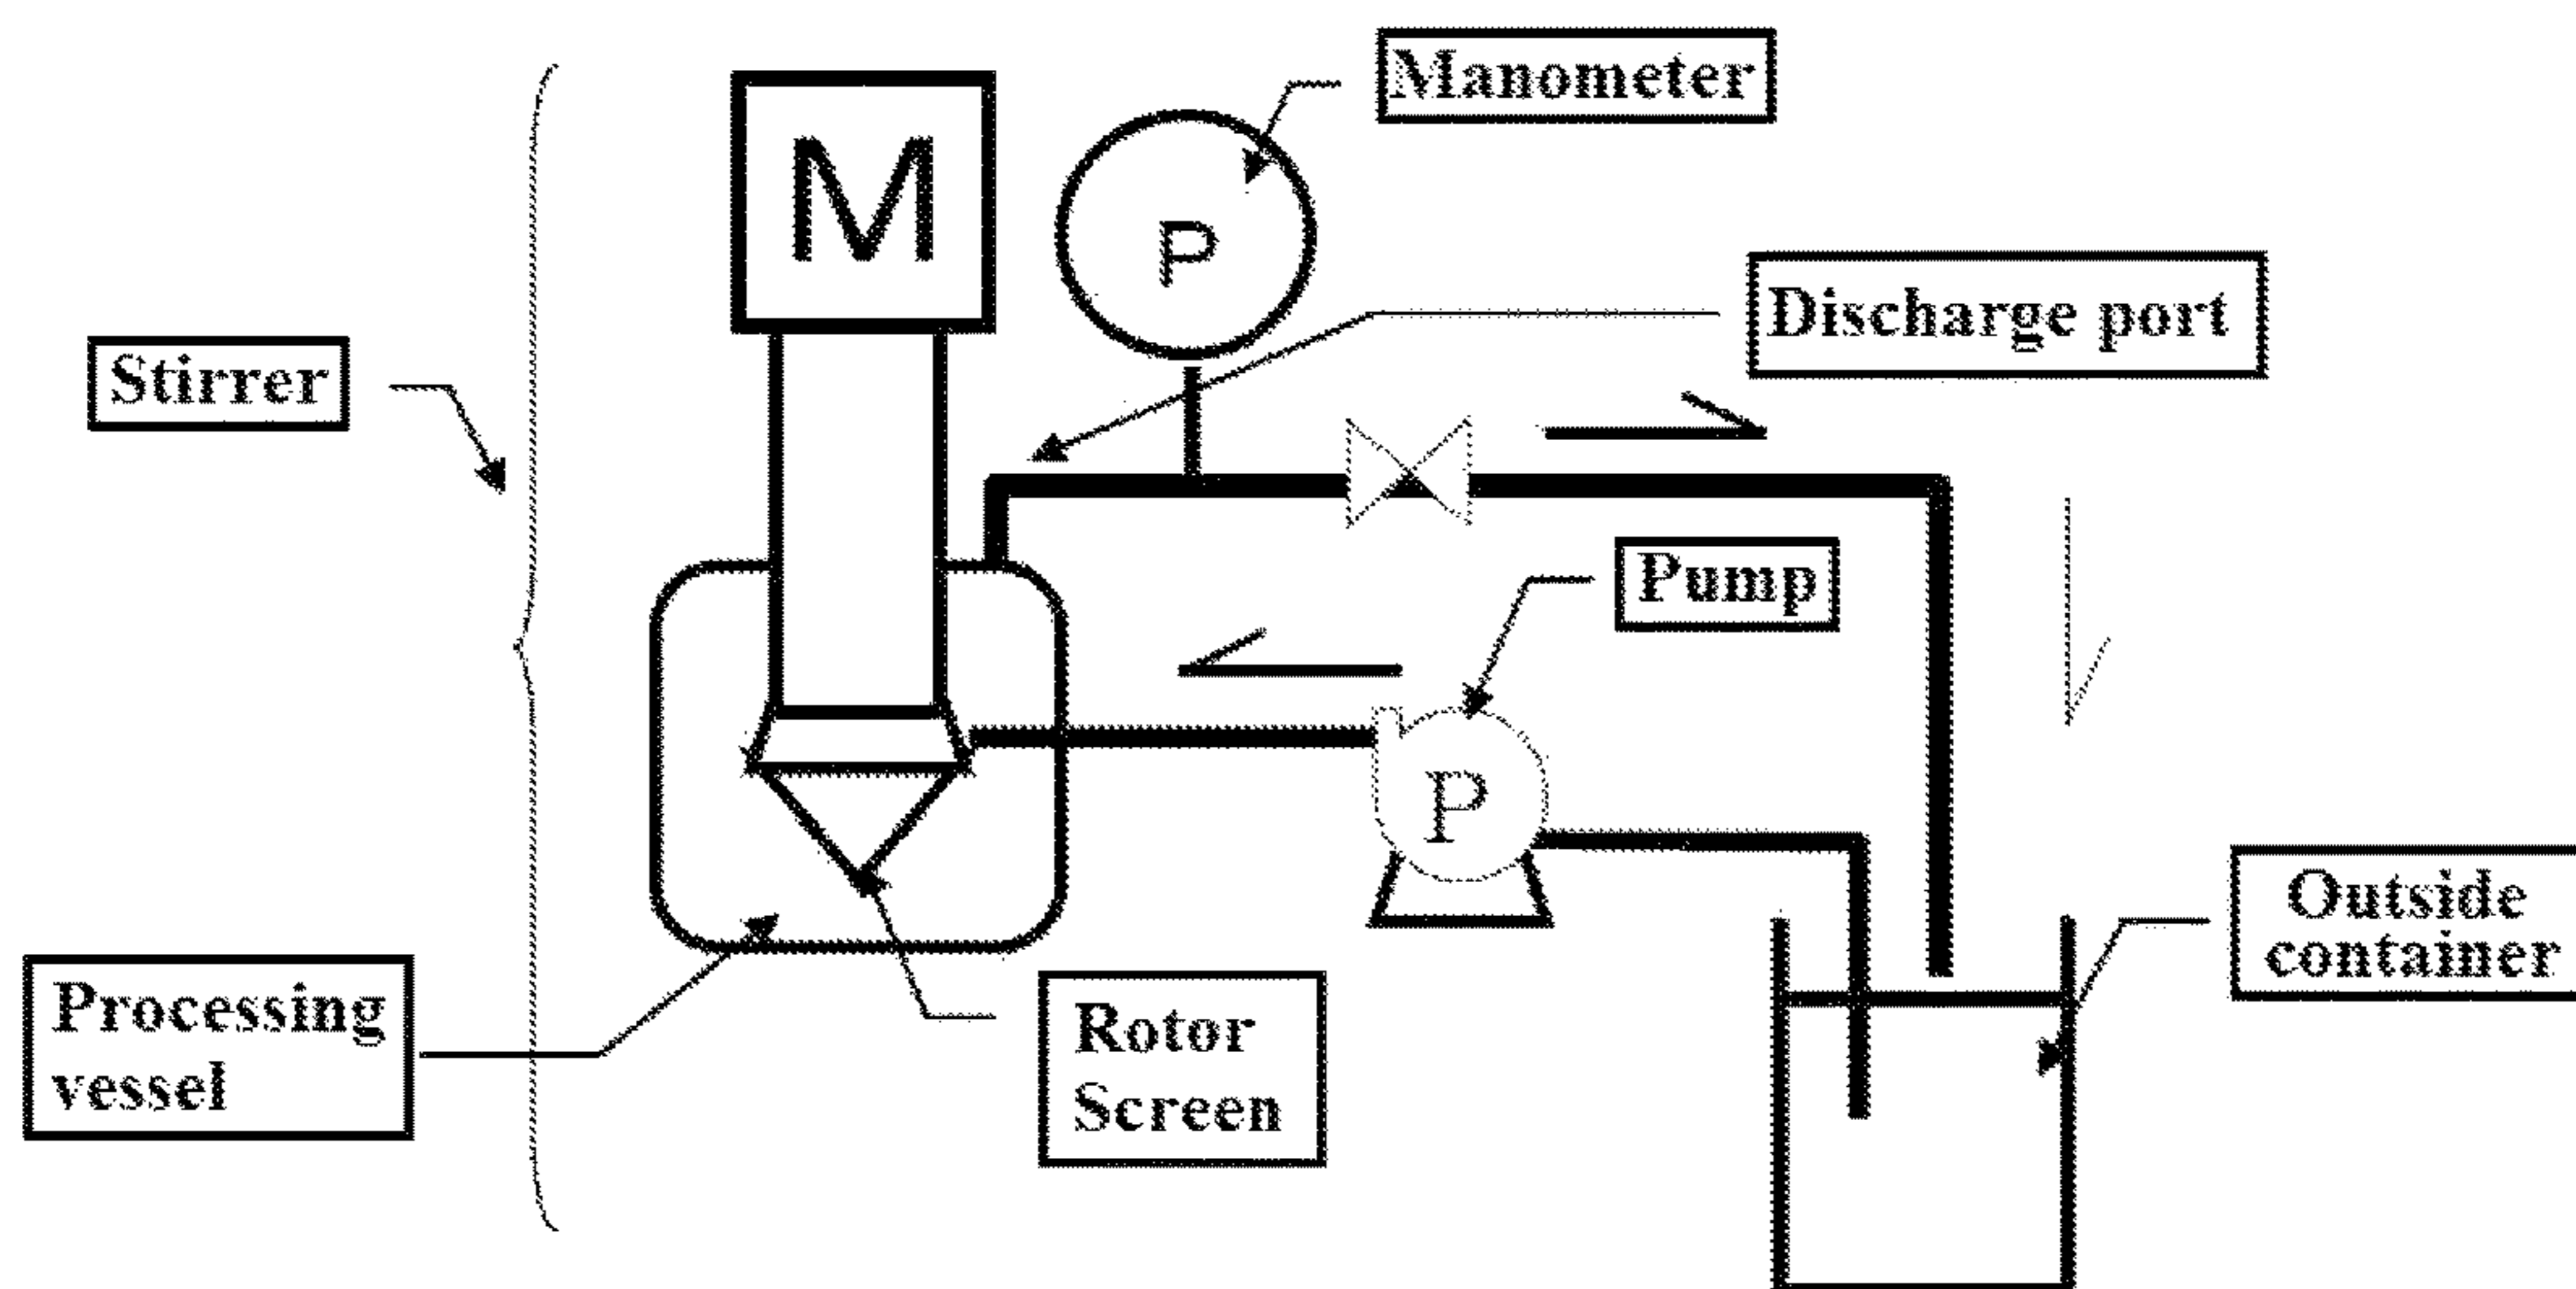 Manometer
M
P
Discharge port
Stirrer
Pump
P
Outside
container
Processing
vessel
Rotor
Screen